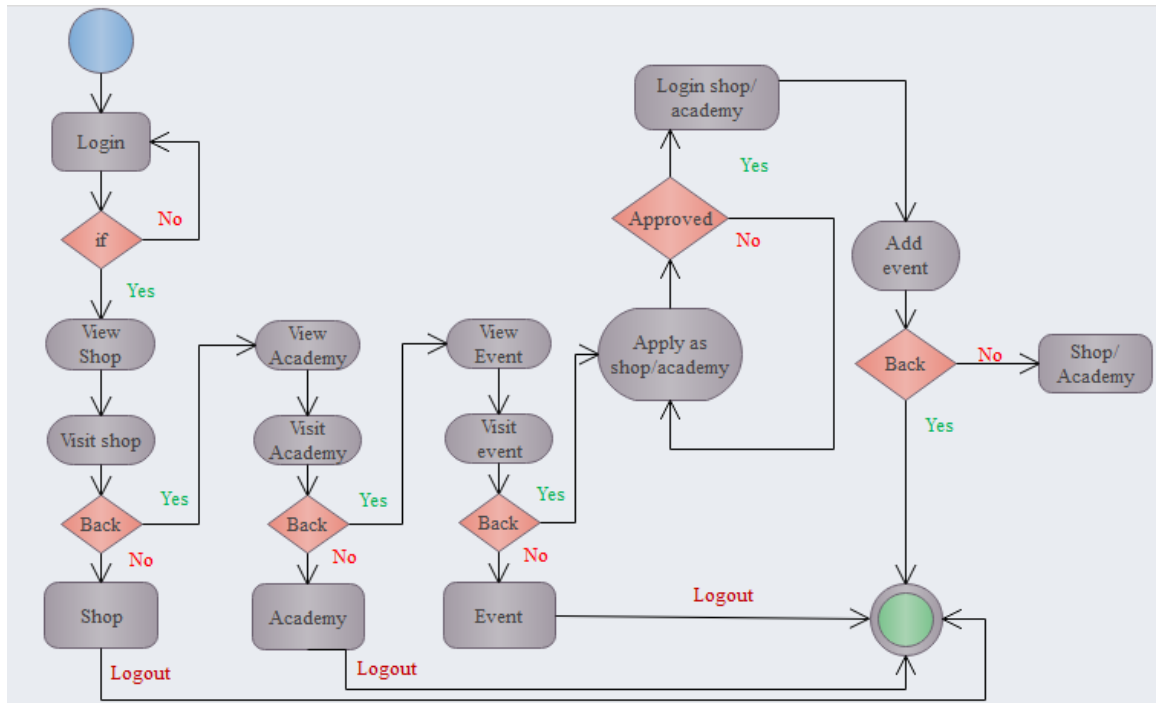 Login
No
if
Yes
View
Shop
Visit shop
Back
Yes
No
Shop
Logout
View
Academy
Visit
Academy
Back
Yes
No
Academy
Logout
View
Event
Visit
event
Back
Yes
No
Event
Logout
Login shop/
academy
Yes
Approved
No
Apply as
shop/academy
Add
event
Back
No
Shop/
Academy
Yes